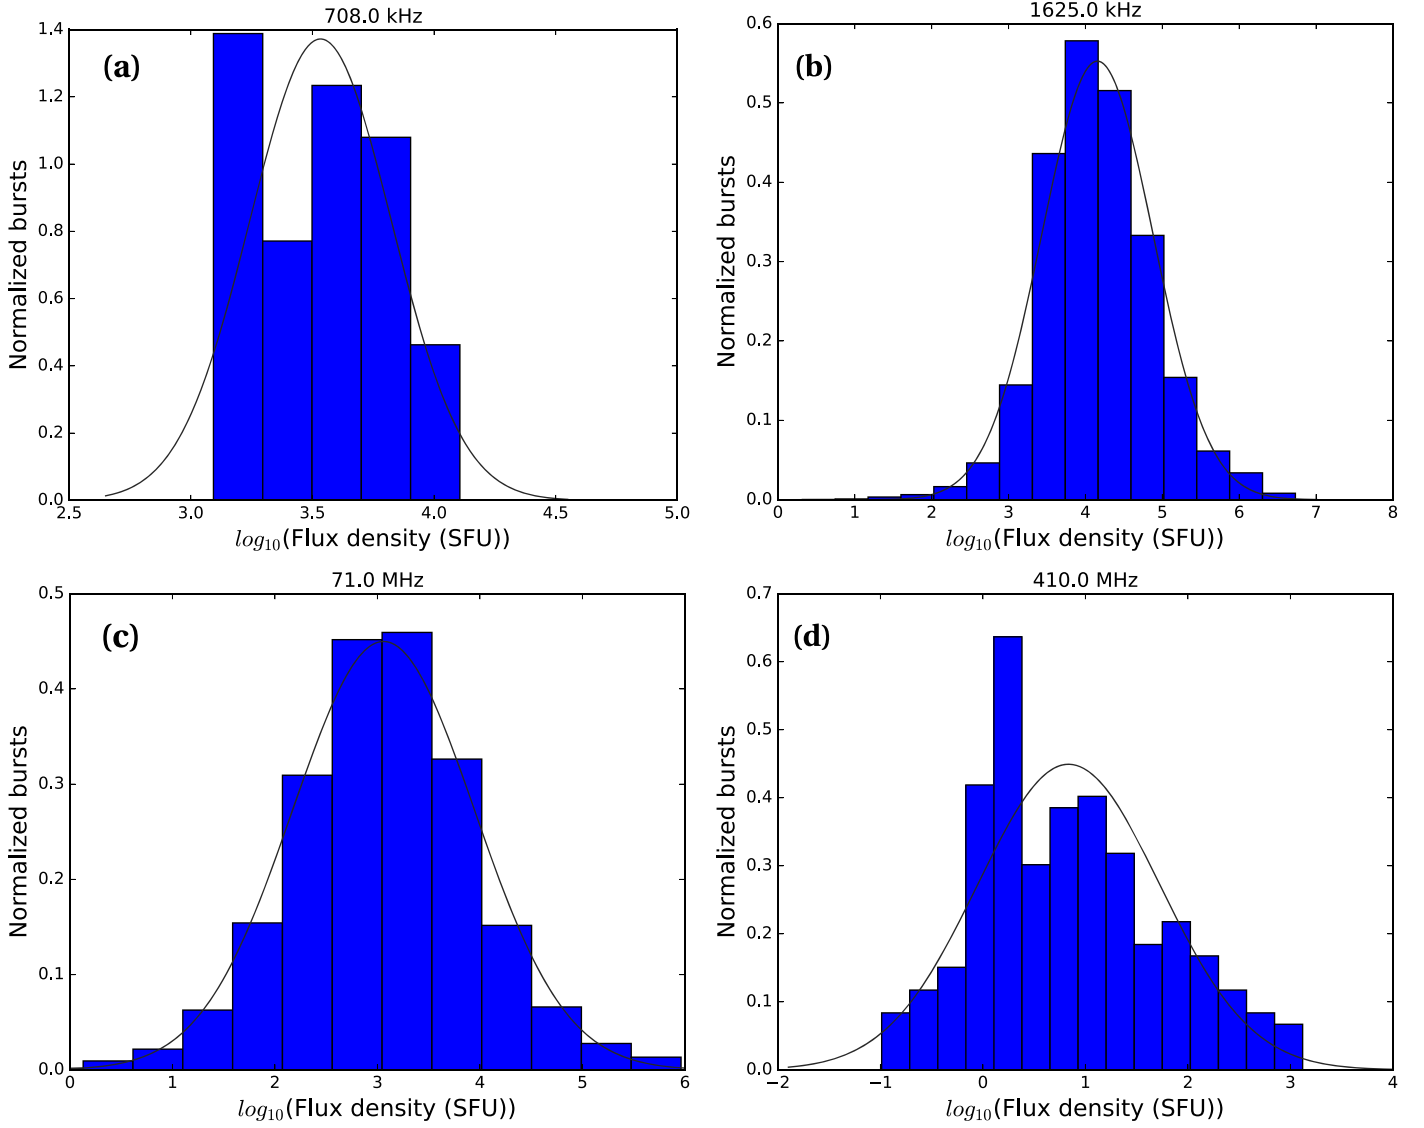 708.0 kHz
(a)
Normalized bursts
1.4
1.2
1.0
0.8
0.6
0.4
0.2
0.0
2.5 3.0 3.5 4.0 4.5 5.0
log10(Flux density (SFU))
1625.0 kHz
(b)
Normalized bursts
0.6
0.5
0.4
0.3
0.2
0.1
0.0
0 1 2 3 4 5 6 7 8
log10(Flux density (SFU))
71.0 MHz
(c)
Normalized bursts
0.5
0.4
0.3
0.2
0.1
0.0
0 1 2 3 4 5 6
log10(Flux density (SFU))
410.0 MHz
(d)
Normalized bursts
0.7
0.6
0.5
0.4
0.3
0.2
0.1
0.0
−2 −1 0 1 2 3 4
log10(Flux density (SFU))